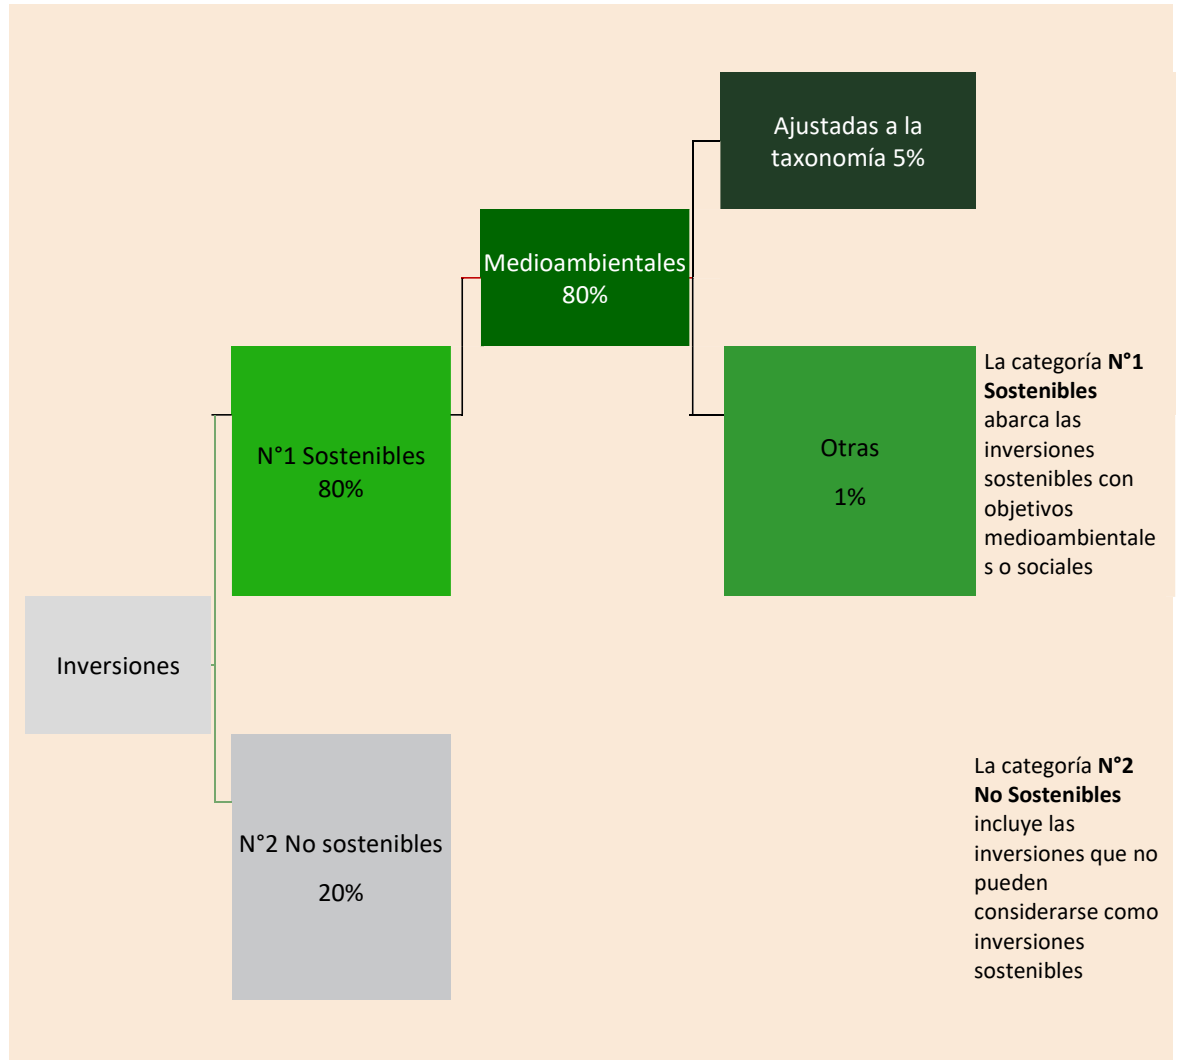 Ajustadas a la
taxonomía 5%
Medioambientales
80%
N°1 Sostenibles
80%
Otras
1%
La categoría N°1
Sostenibles
abarca las
inversiones
sostenibles con
objetivos
medioambientale
s o sociales
Inversiones
N°2 No sostenibles
20%
La categoría N°2
No Sostenibles
incluye las
inversiones que no
pueden
considerarse como
inversiones
sostenibles